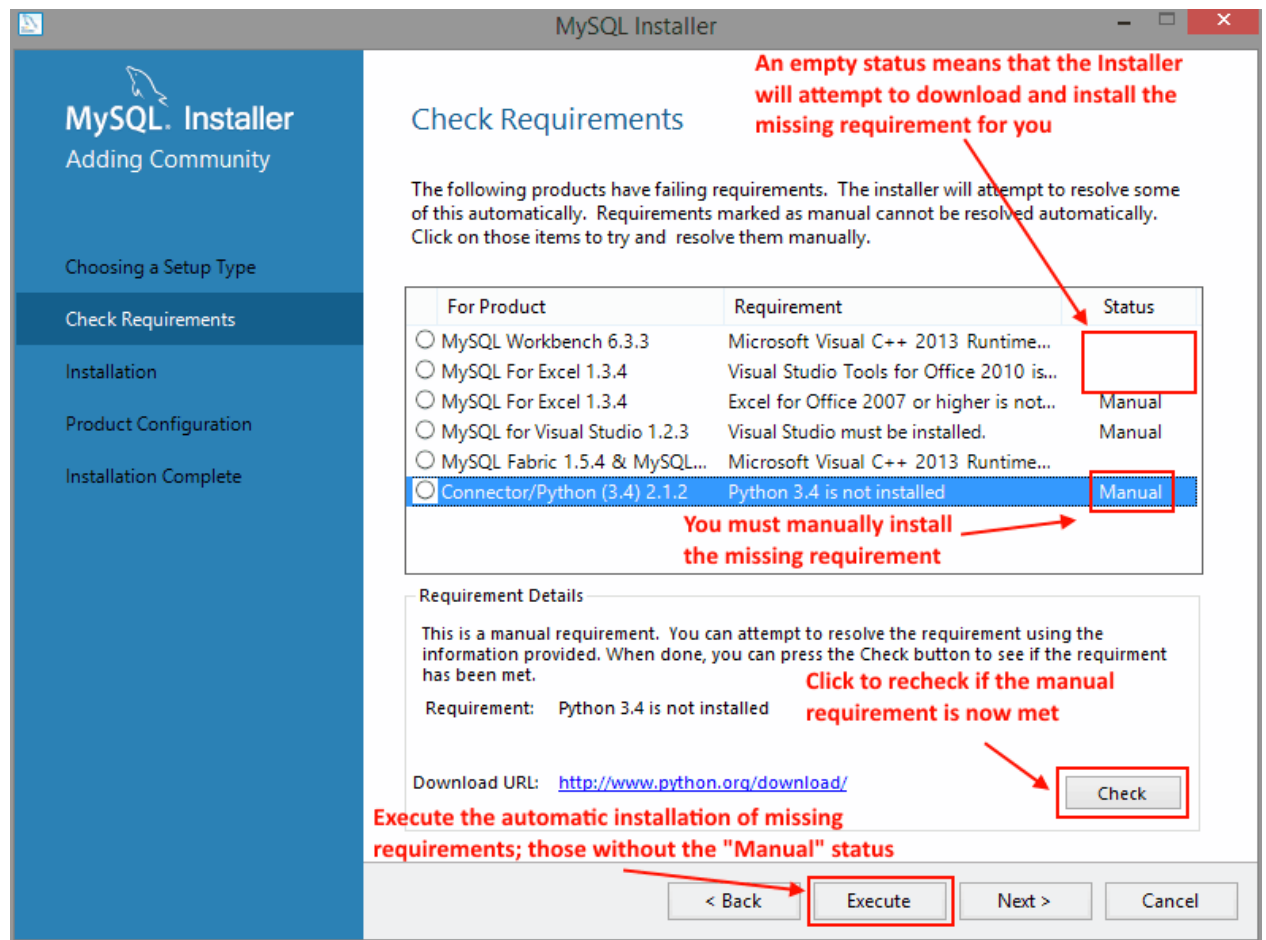 MySQL Installer
An empty status means that the Installer
will attempt to download and install the
missing requirement for you
MySQL. Installer
Adding Community
Choosing a Setup Type
Check Requirements
Installation
Product Configuration
Installation Complete
Check Requirements
The following products have failing requirements. The installer will attempt to resolve some
of this automatically. Requirements marked as manual cannot be resolved automatically.
Click on those items to try and resolve them manually.
For Product Requirement Status
MySQL Workbench 6.3.3 Microsoft Visual C++ 2013 Runtime...
MySQL For Excel 1.3.4 Visual Studio Tools for Office 2010 is...
MySQL For Excel 1.3.4 Excel for Office 2007 or higher is not... Manual
MySQL for Visual Studio 1.2.3 Visual Studio must be installed. Manual
MySQL Fabric 1.5.4 & MySQL... Microsoft Visual C++ 2013 Runtime...
Connector/Python (3.4) 2.1.2 Python 3.4 is not installed Manual
You must manually install
the missing requirement
Requirement Details
This is a manual requirement. You can attempt to resolve the requirement using the
information provided. When done, you can press the Check button to see if the requirment
has been met.
Click to recheck if the manual
requirement is now met
Requirement: Python 3.4 is not installed
Download URL: http://www.python.org/download/
Check
Execute the automatic installation of missing
requirements; those without the "Manual" status
< Back Execute Next > Cancel